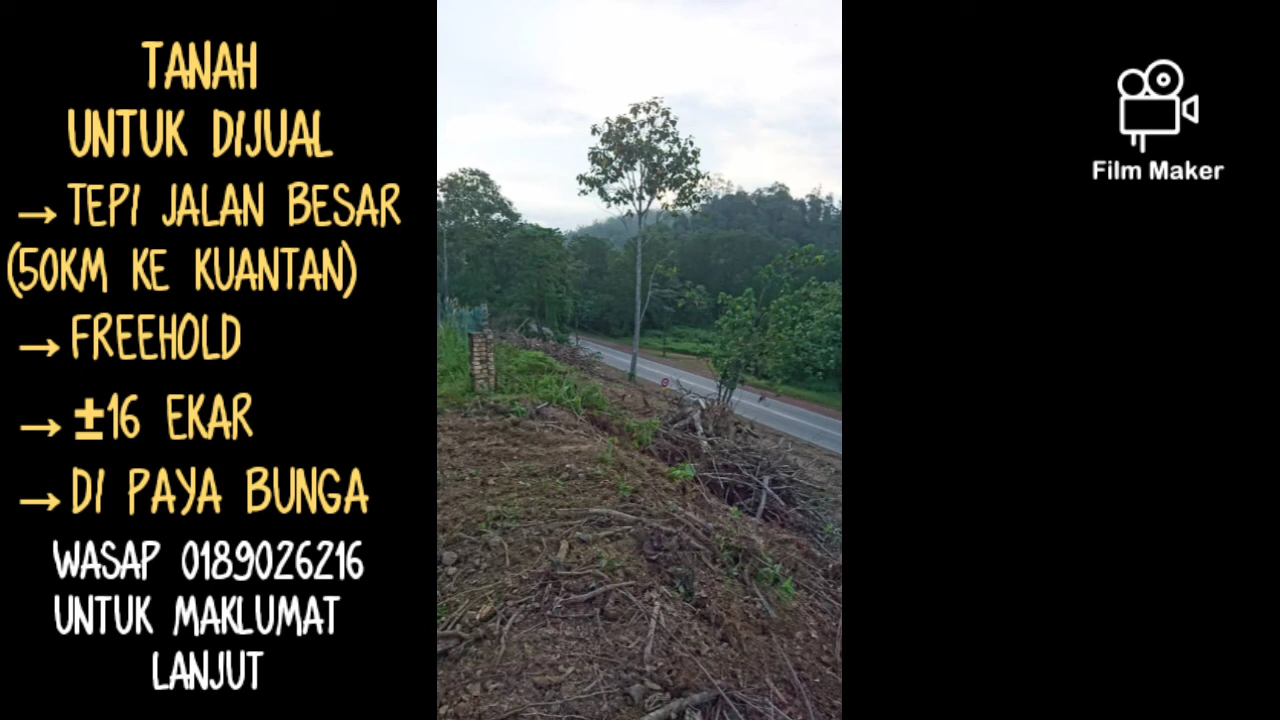 TANAH
UNTUK DIJUAL
→ TEPI JALAN BESAR
(50KM KE KUANTAN)
→ FREEHOLD
→ ±16 EKAR
→ DI PAYA BUNGA
WASAP 0189026216
UNTUK MAKLUMAT
LANJUT
Film Maker